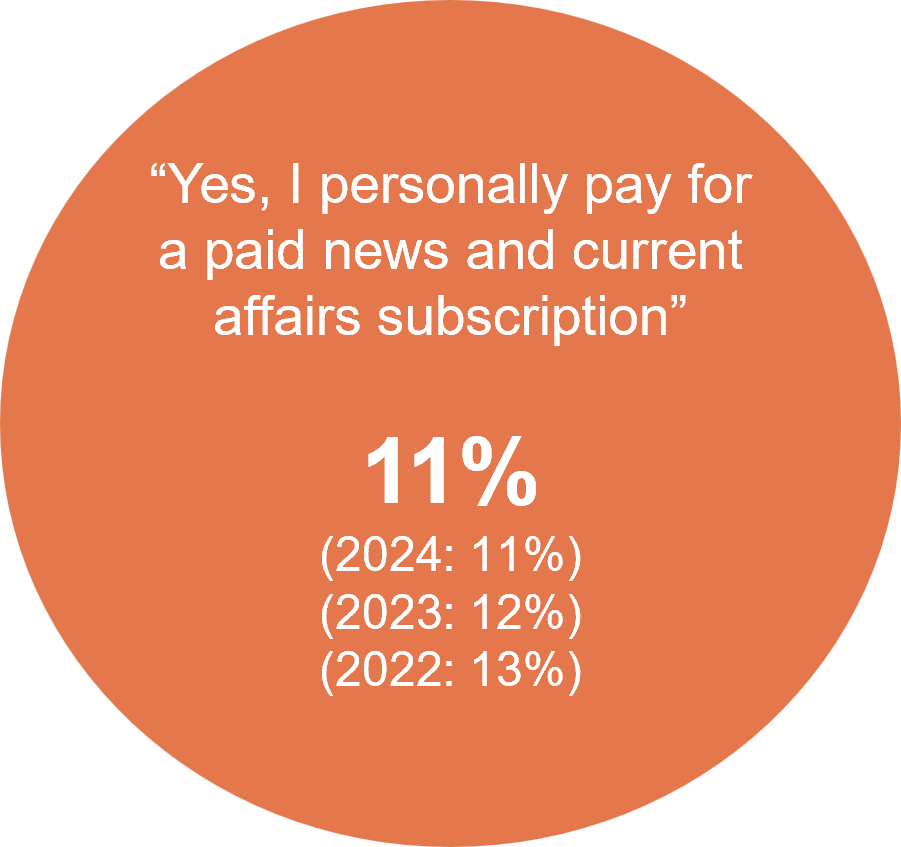 “Yes, I personally pay for
a paid news and current
affairs subscription”
11%
(2024: 11%)
(2023: 12%)
(2022: 13%)